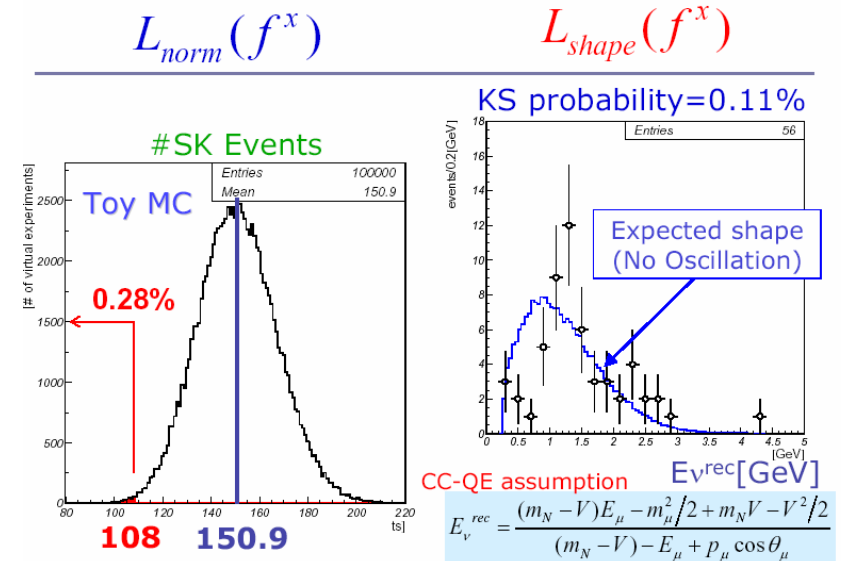 L_norm(f^x)
L_shape(f^x)
KS probability=0.11%
#SK Events
Entries 100000
Mean 150.9
Toy MC
[# of virtual experiments]
2500
2000
1500
1000
500
0
0.28%
80 100 120 140 160 180 200 220
ts]
108 150.9
Entries 56
events/0.2[GeV]
18
16
14
12
10
8
6
4
2
0
Expected shape
(No Oscillation)
0 0.5 1 1.5 2 2.5 3 3.5 4 4.5 5
[GeV]
Eν^rec[GeV]
CC-QE assumption
E_ν^rec = ((m_N − V)E_μ − m_μ^2/2 + m_N V − V^2/2) / ((m_N − V) − E_μ + p_μ cos θ_μ)